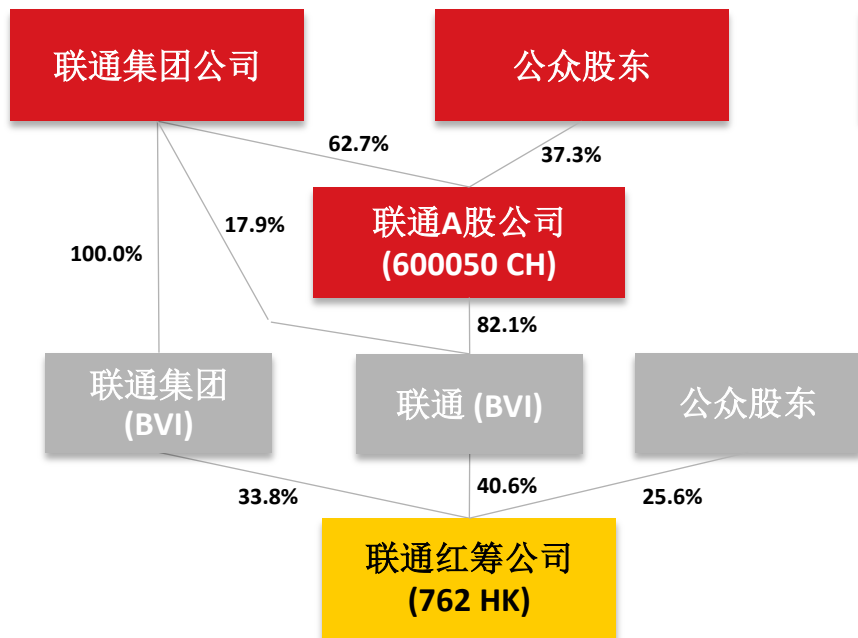 联通集团公司
公众股东
62.7%
37.3%
联通A股公司
(600050 CH)
17.9%
100.0%
82.1%
联通集团
(BVI)
联通 (BVI)
公众股东
33.8%
40.6%
25.6%
联通红筹公司
(762 HK)